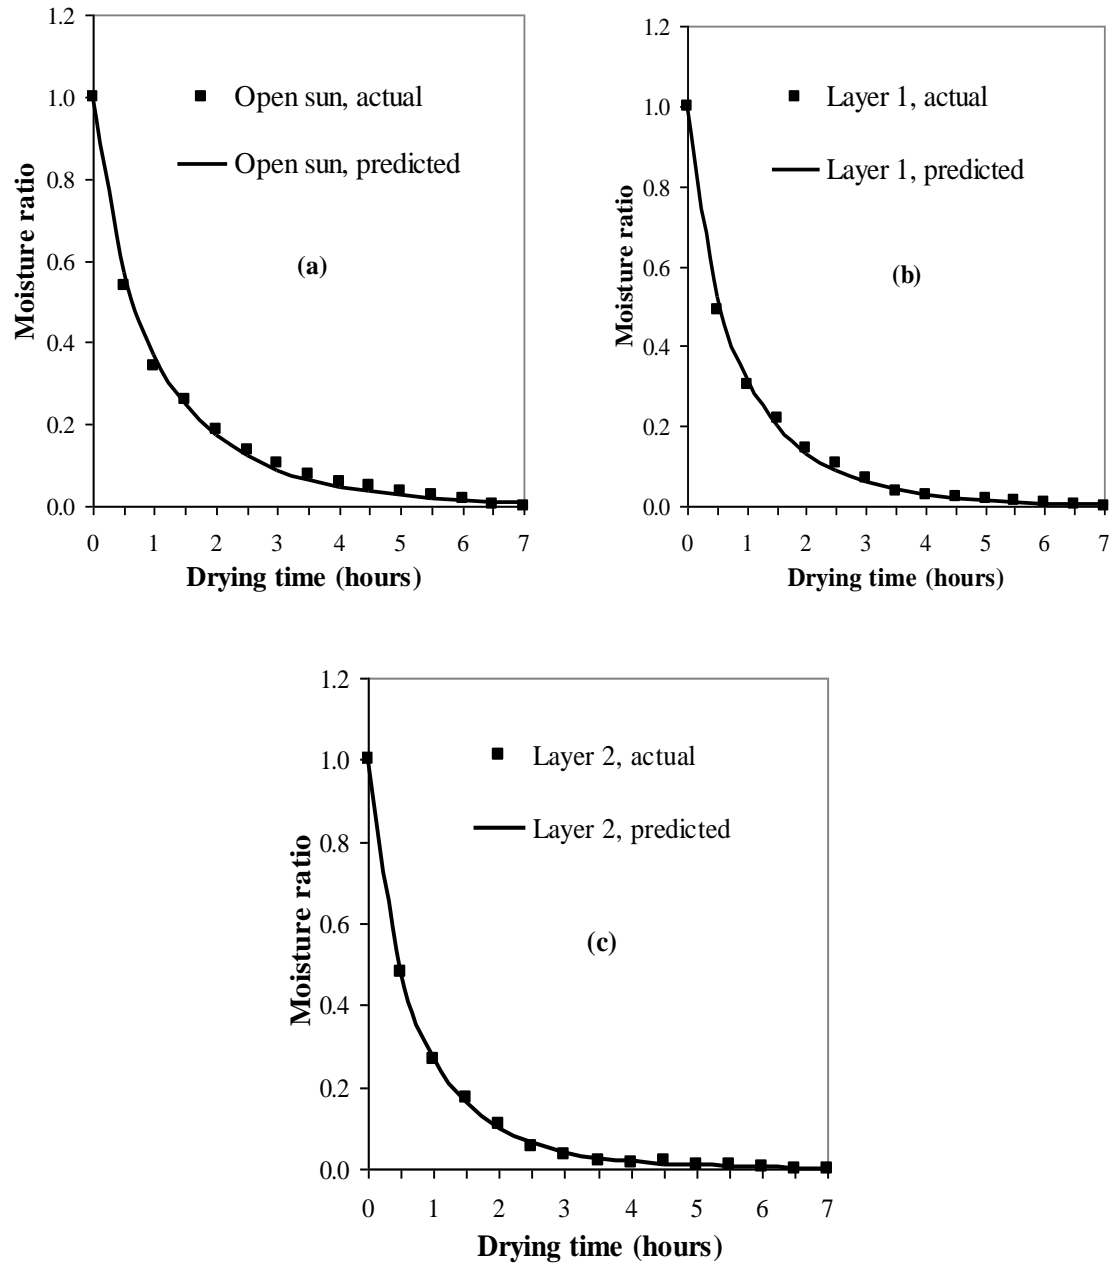 1.2
1.0
0.8
0.6
0.4
0.2
0.0
Moisture ratio
Open sun, actual
Open sun, predicted
(a)
0 1 2 3 4 5 6 7
Drying time (hours)
1.2
1.0
0.8
0.6
0.4
0.2
0.0
Moisture ratio
Layer 1, actual
Layer 1, predicted
(b)
0 1 2 3 4 5 6 7
Drying time (hours)
1.2
1.0
0.8
0.6
0.4
0.2
0.0
Moisture ratio
Layer 2, actual
Layer 2, predicted
(c)
0 1 2 3 4 5 6 7
Drying time (hours)